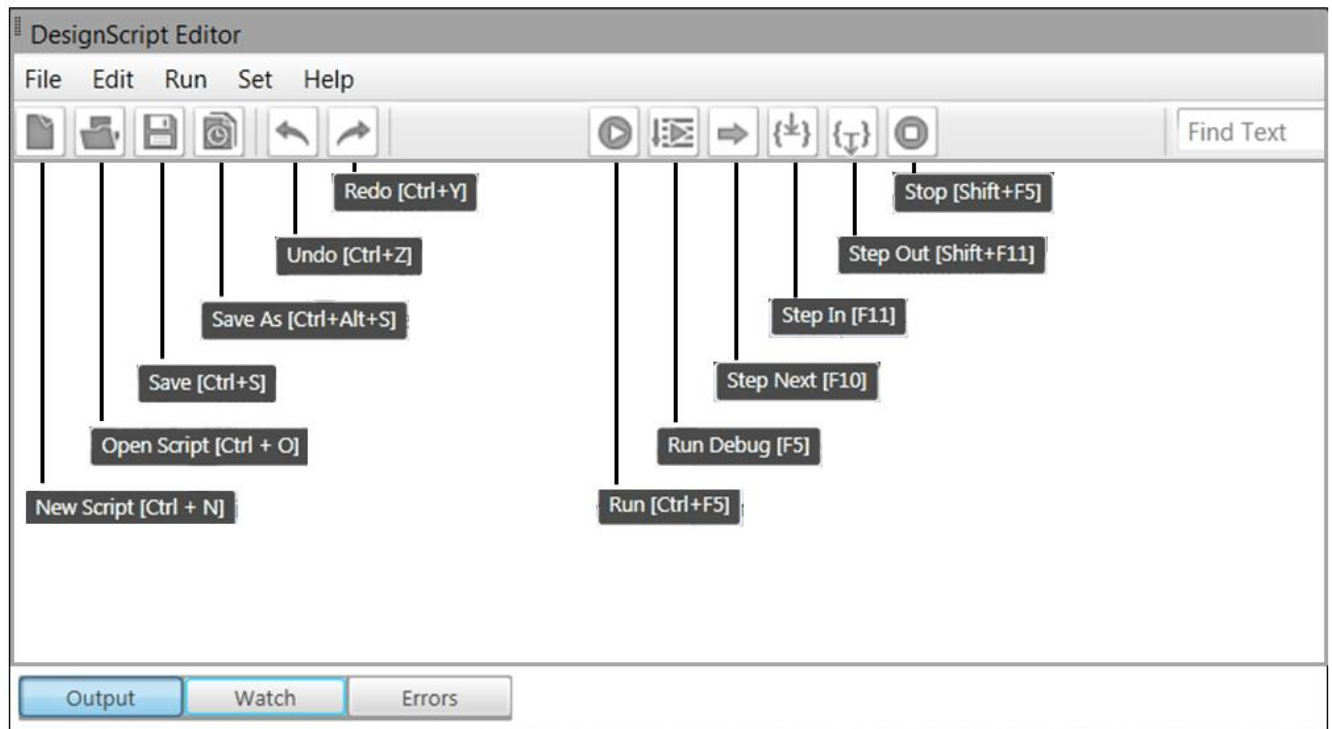 DesignScript Editor
File Edit Run Set Help
Find Text
Redo [Ctrl+Y]
Stop [Shift+F5]
Undo [Ctrl+Z]
Step Out [Shift+F11]
Save As [Ctrl+Alt+S]
Step In [F11]
Save [Ctrl+S]
Step Next [F10]
Open Script [Ctrl + O]
Run Debug [F5]
New Script [Ctrl + N]
Run [Ctrl+F5]
Output Watch Errors